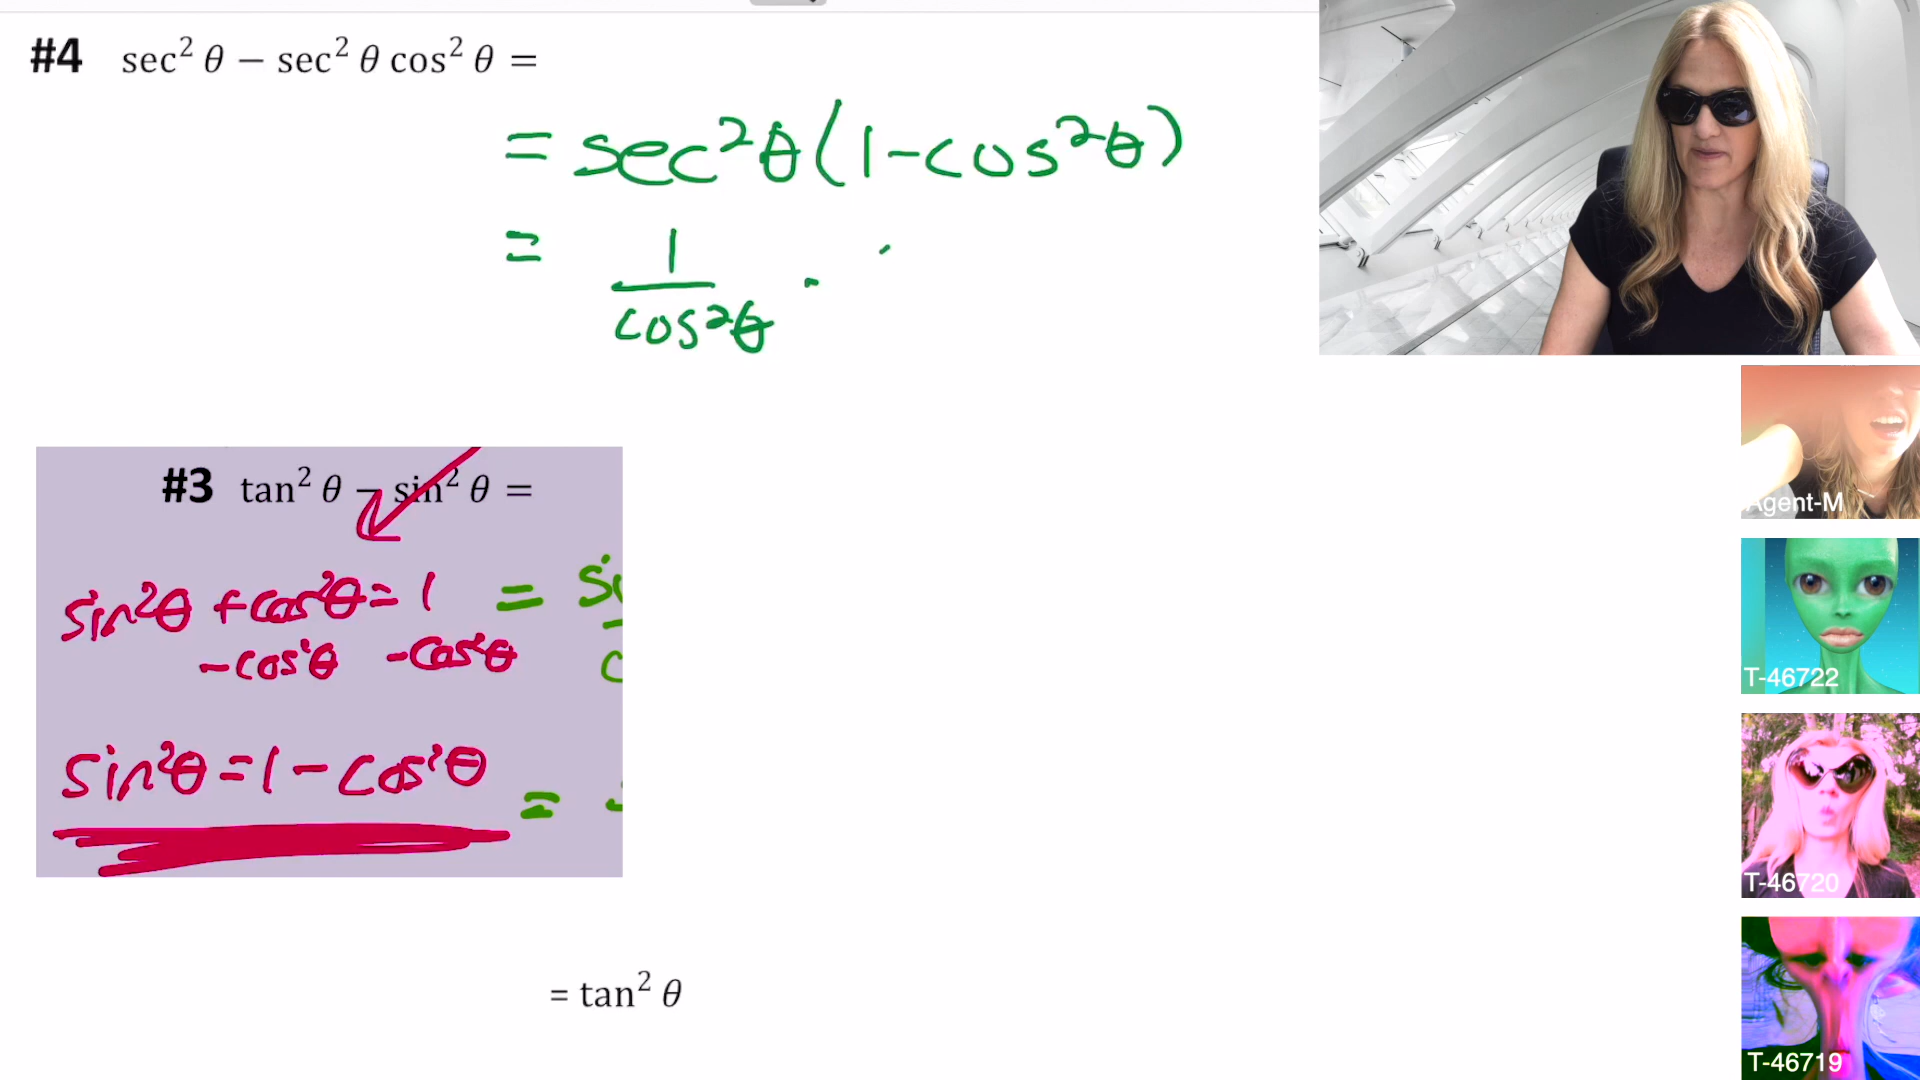 #4 sec² θ − sec² θ cos² θ =
= sec²θ(1-cos²θ)
= 1/cos²θ ·
#3 tan² θ − sin² θ =
sin²θ + cos²θ = 1
-cos²θ -cos²θ
sin²θ = 1 - cos²θ
=
= tan² θ
Agent-M
T-46722
T-46720
T-46719